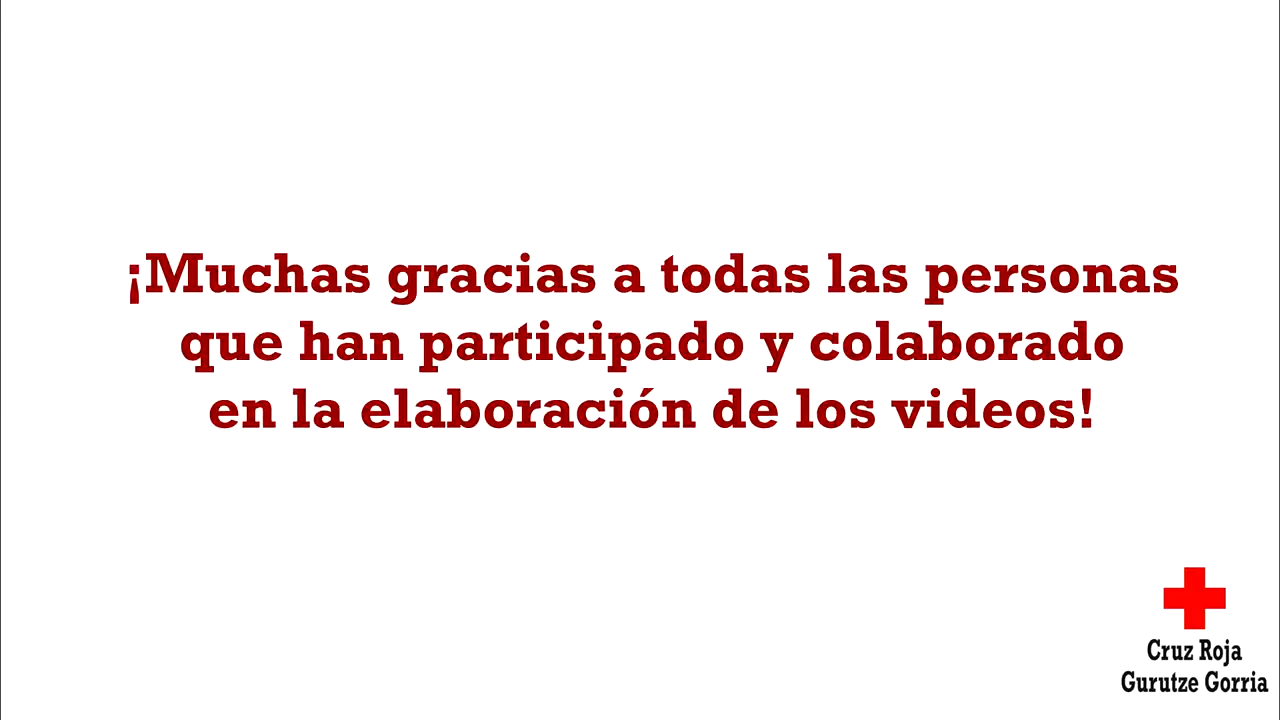 ¡Muchas gracias a todas las personas
que han participado y colaborado
en la elaboración de los videos!
Cruz Roja
Gurutze Gorria